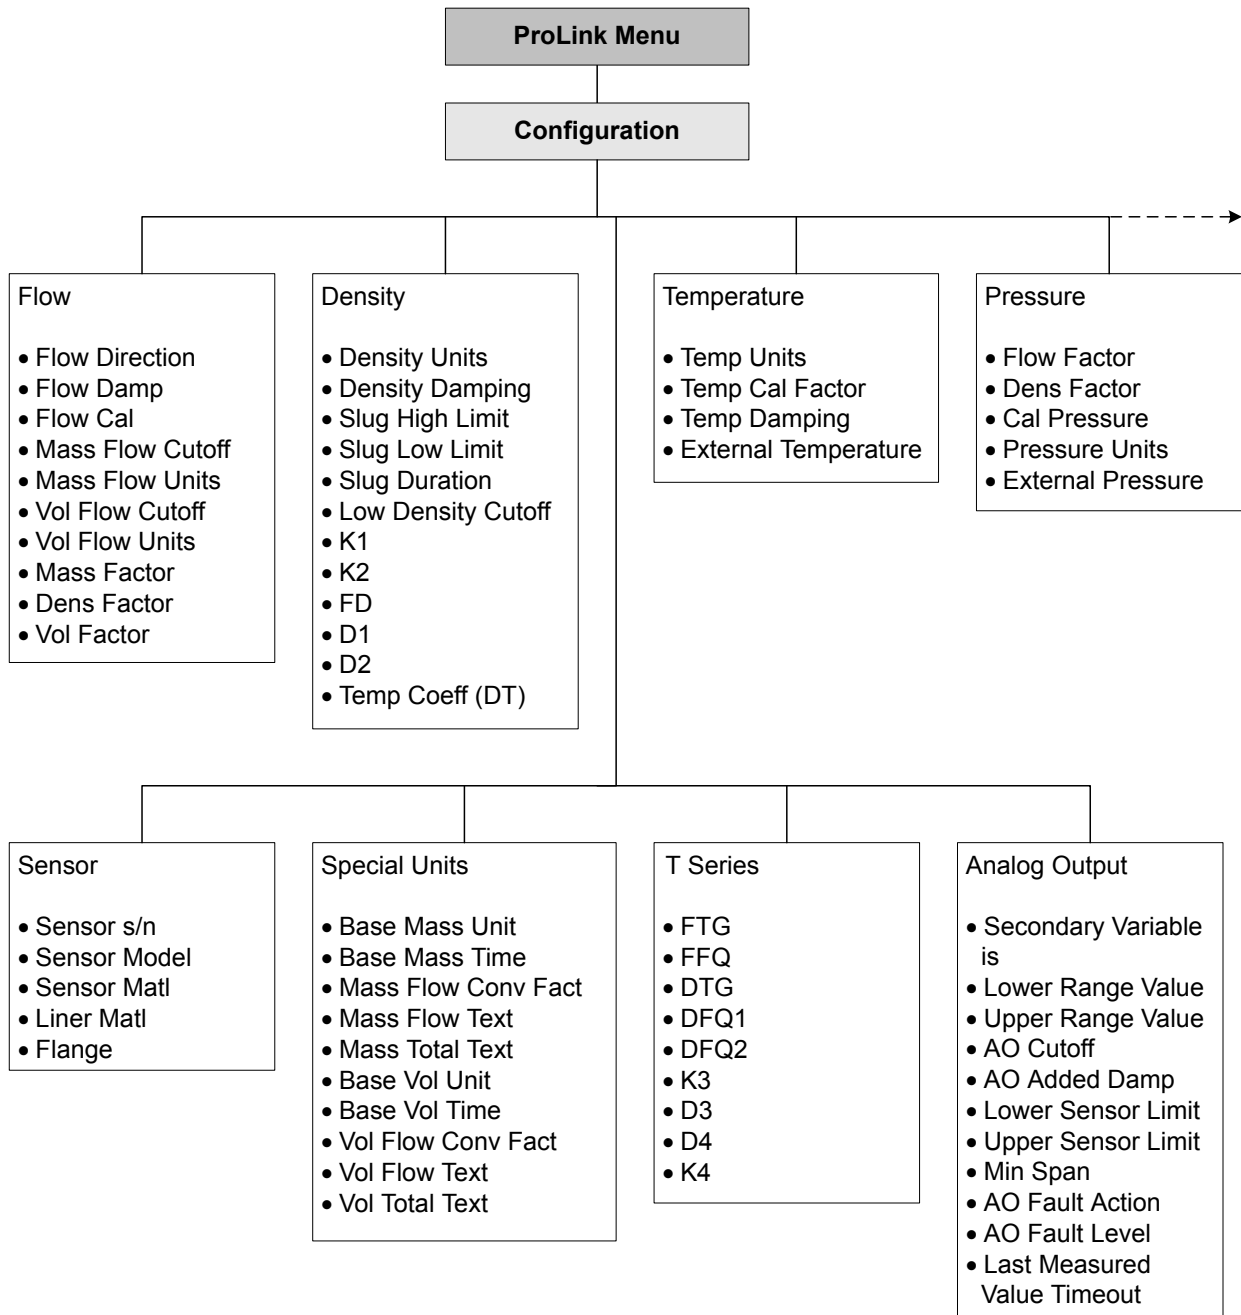 ProLink Menu
Configuration
Flow
• Flow Direction
• Flow Damp
• Flow Cal
• Mass Flow Cutoff
• Mass Flow Units
• Vol Flow Cutoff
• Vol Flow Units
• Mass Factor
• Dens Factor
• Vol Factor
Density
• Density Units
• Density Damping
• Slug High Limit
• Slug Low Limit
• Slug Duration
• Low Density Cutoff
• K1
• K2
• FD
• D1
• D2
• Temp Coeff (DT)
Temperature
• Temp Units
• Temp Cal Factor
• Temp Damping
• External Temperature
Pressure
• Flow Factor
• Dens Factor
• Cal Pressure
• Pressure Units
• External Pressure
Sensor
• Sensor s/n
• Sensor Model
• Sensor Matl
• Liner Matl
• Flange
Special Units
• Base Mass Unit
• Base Mass Time
• Mass Flow Conv Fact
• Mass Flow Text
• Mass Total Text
• Base Vol Unit
• Base Vol Time
• Vol Flow Conv Fact
• Vol Flow Text
• Vol Total Text
T Series
• FTG
• FFQ
• DTG
• DFQ1
• DFQ2
• K3
• D3
• D4
• K4
Analog Output
• Secondary Variable
is
• Lower Range Value
• Upper Range Value
• AO Cutoff
• AO Added Damp
• Lower Sensor Limit
• Upper Sensor Limit
• Min Span
• AO Fault Action
• AO Fault Level
• Last Measured
Value Timeout